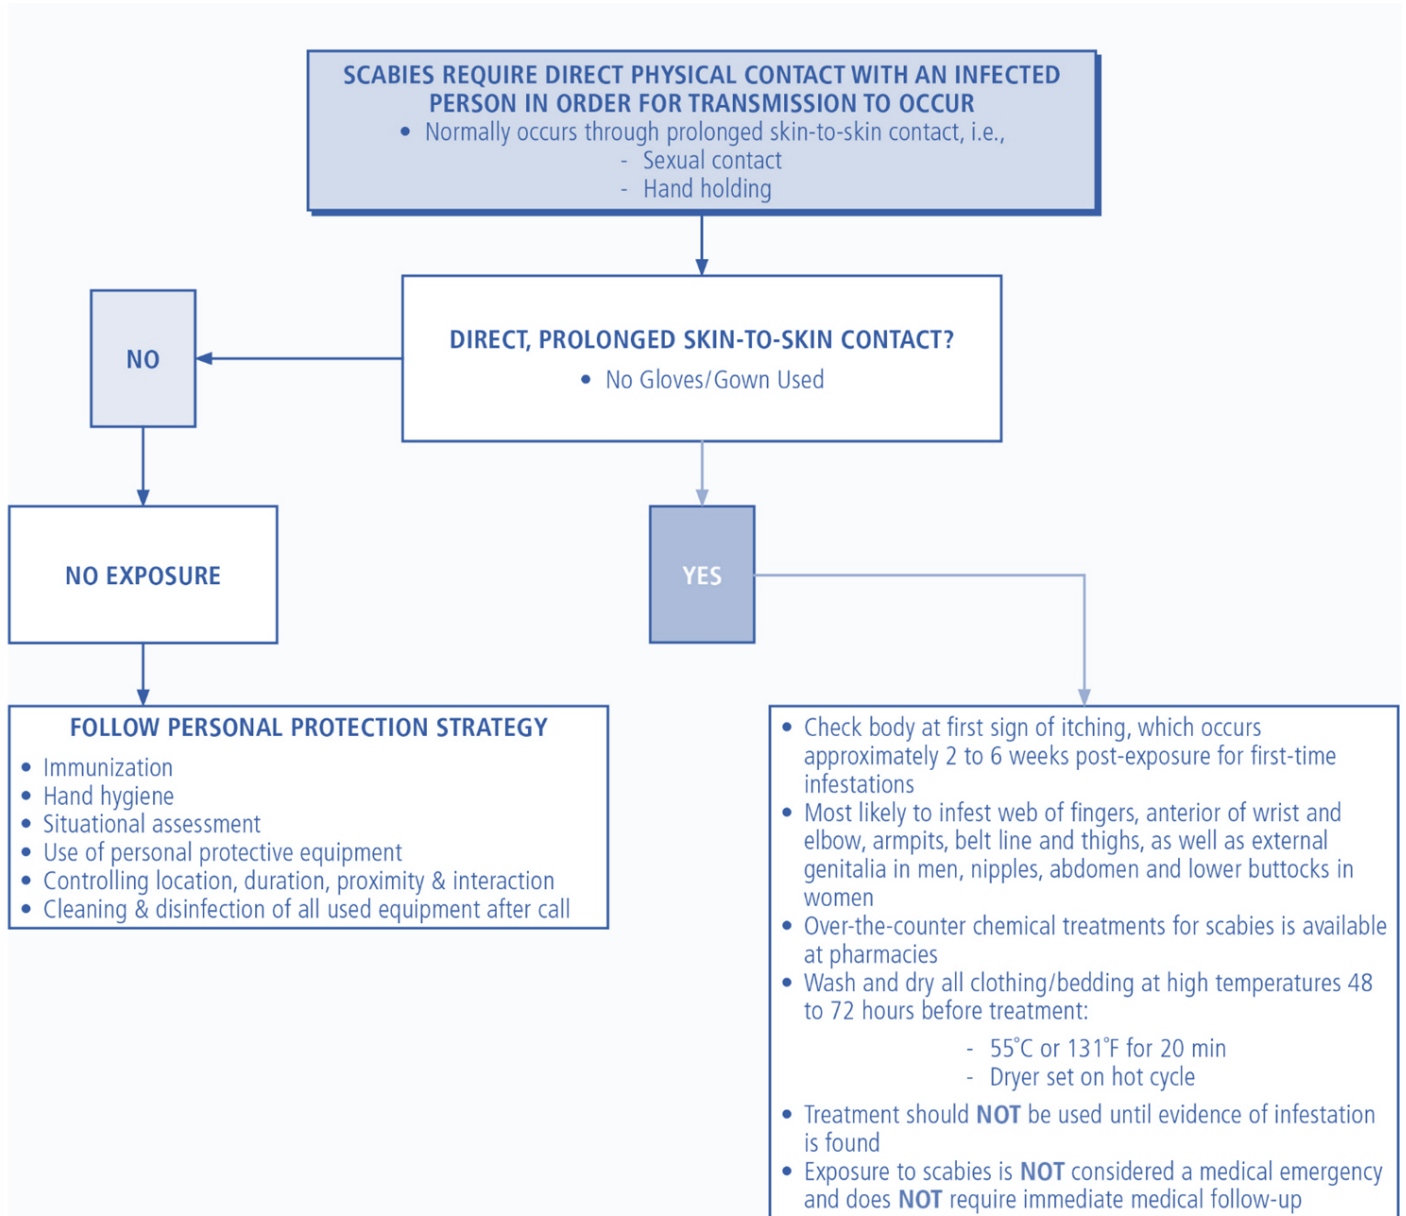 SCABIES REQUIRE DIRECT PHYSICAL CONTACT WITH AN INFECTED
PERSON IN ORDER FOR TRANSMISSION TO OCCUR
• Normally occurs through prolonged skin-to-skin contact, i.e.,
- Sexual contact
- Hand holding
DIRECT, PROLONGED SKIN-TO-SKIN CONTACT?
• No Gloves/Gown Used
NO
NO EXPOSURE
YES
FOLLOW PERSONAL PROTECTION STRATEGY
• Immunization
• Hand hygiene
• Situational assessment
• Use of personal protective equipment
• Controlling location, duration, proximity & interaction
• Cleaning & disinfection of all used equipment after call
• Check body at first sign of itching, which occurs
approximately 2 to 6 weeks post-exposure for first-time
infestations
• Most likely to infest web of fingers, anterior of wrist and
elbow, armpits, belt line and thighs, as well as external
genitalia in men, nipples, abdomen and lower buttocks in
women
• Over-the-counter chemical treatments for scabies is available
at pharmacies
• Wash and dry all clothing/bedding at high temperatures 48
to 72 hours before treatment:
- 55°C or 131°F for 20 min
- Dryer set on hot cycle
• Treatment should NOT be used until evidence of infestation
is found
• Exposure to scabies is NOT considered a medical emergency
and does NOT require immediate medical follow-up